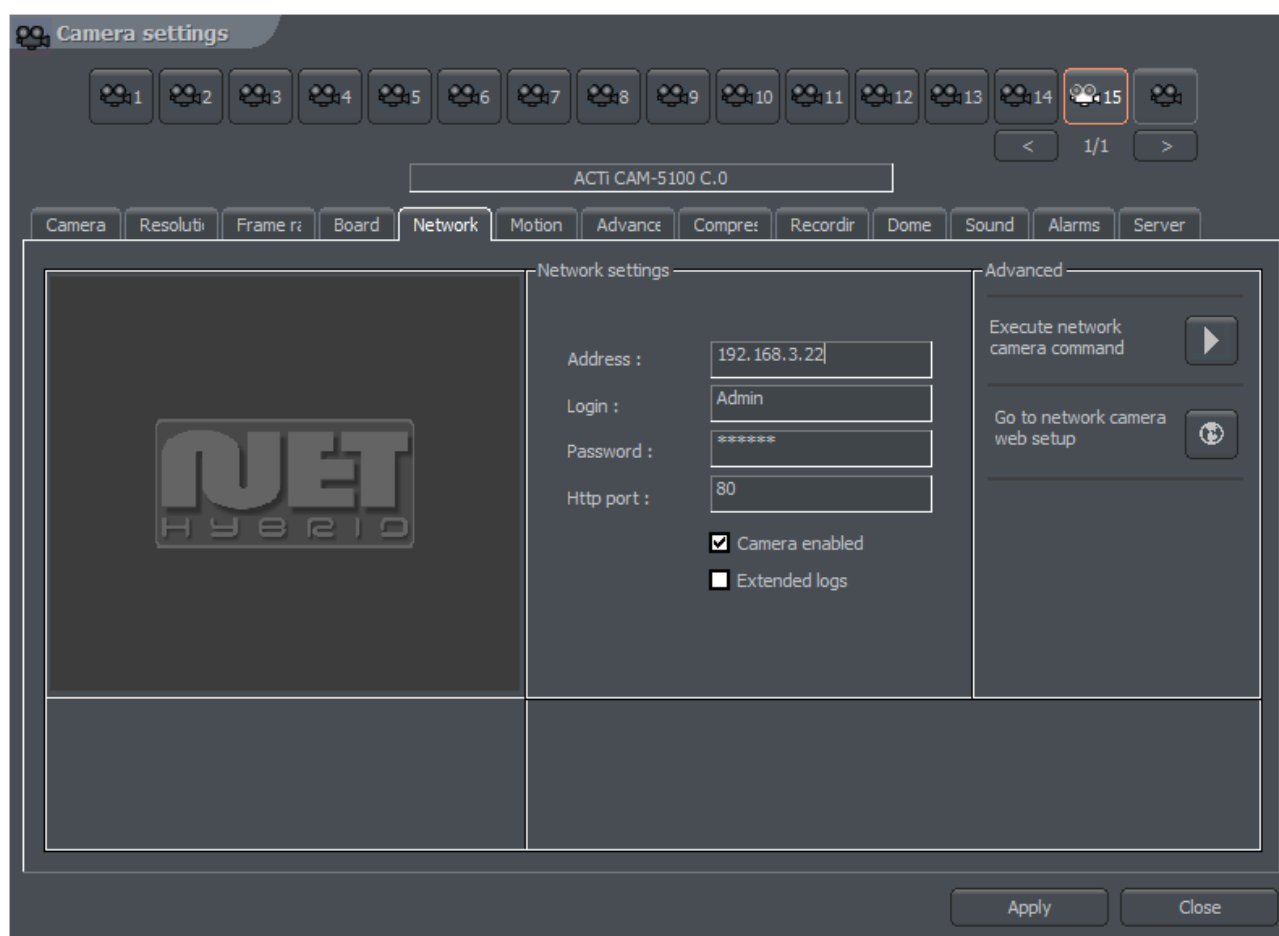 Camera settings
1 2 3 4 5 6 7 8 9 10 11 12 13 14 15
< 1/1 >
ACTi CAM-5100 C.0
Camera Resoluti Frame ra Board Network Motion Advance Compres Recordir Dome Sound Alarms Server
NET
HYBRID
Network settings
Address : 192.168.3.22
Login : Admin
Password : ******
Http port : 80
Camera enabled
Extended logs
Advanced
Execute network
camera command
Go to network camera
web setup
Apply Close